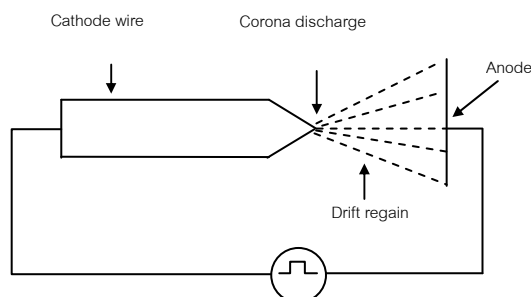 Cathode wire
Corona discharge
Anode
Drift regain